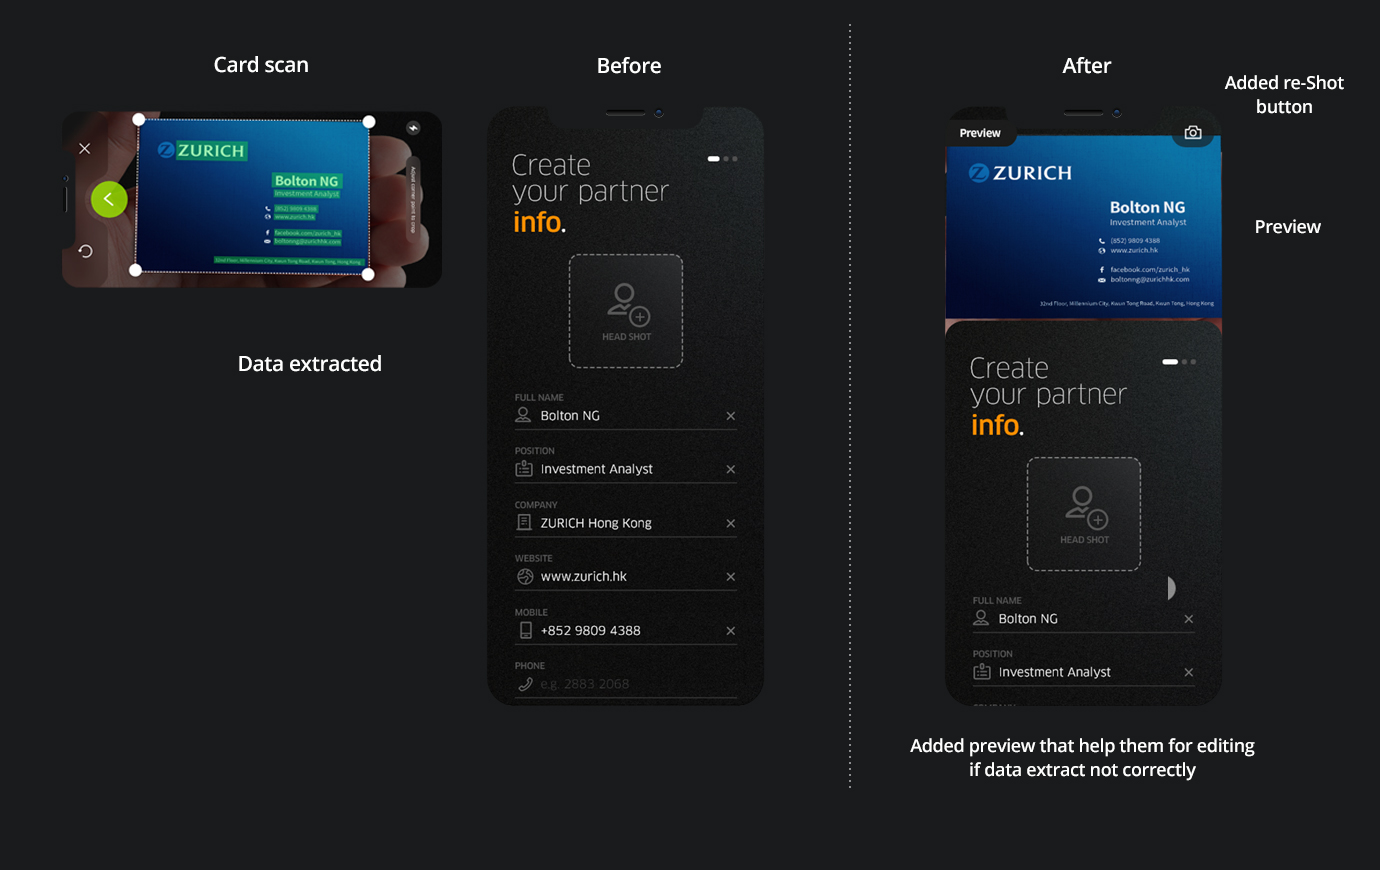 Card scan
ZURICH
Bolton NG
Investment Analyst
(852) 9809 4388
www.zurich.hk
facebook.com/zurich_hk
boltonng@zurichhk.com
32nd Floor, Millennium City, Kwun Tong Road, Kwun Tong, Hong Kong
Adjust corner point to crop
Data extracted
Before
Create
your partner
info.
HEAD SHOT
FULL NAME
Bolton NG
POSITION
Investment Analyst
COMPANY
ZURICH Hong Kong
WEBSITE
www.zurich.hk
MOBILE
+852 9809 4388
PHONE
e.g. 2883 2068
After
Added re-Shot
button
Preview
ZURICH
Bolton NG
Investment Analyst
(852) 9809 4388
www.zurich.hk
facebook.com/zurich_hk
boltonng@zurichhk.com
32nd Floor, Millennium City, Kwun Tong Road, Kwun Tong, Hong Kong
Preview
Create
your partner
info.
HEAD SHOT
FULL NAME
Bolton NG
POSITION
Investment Analyst
COMPANY
Added preview that help them for editing
if data extract not correctly